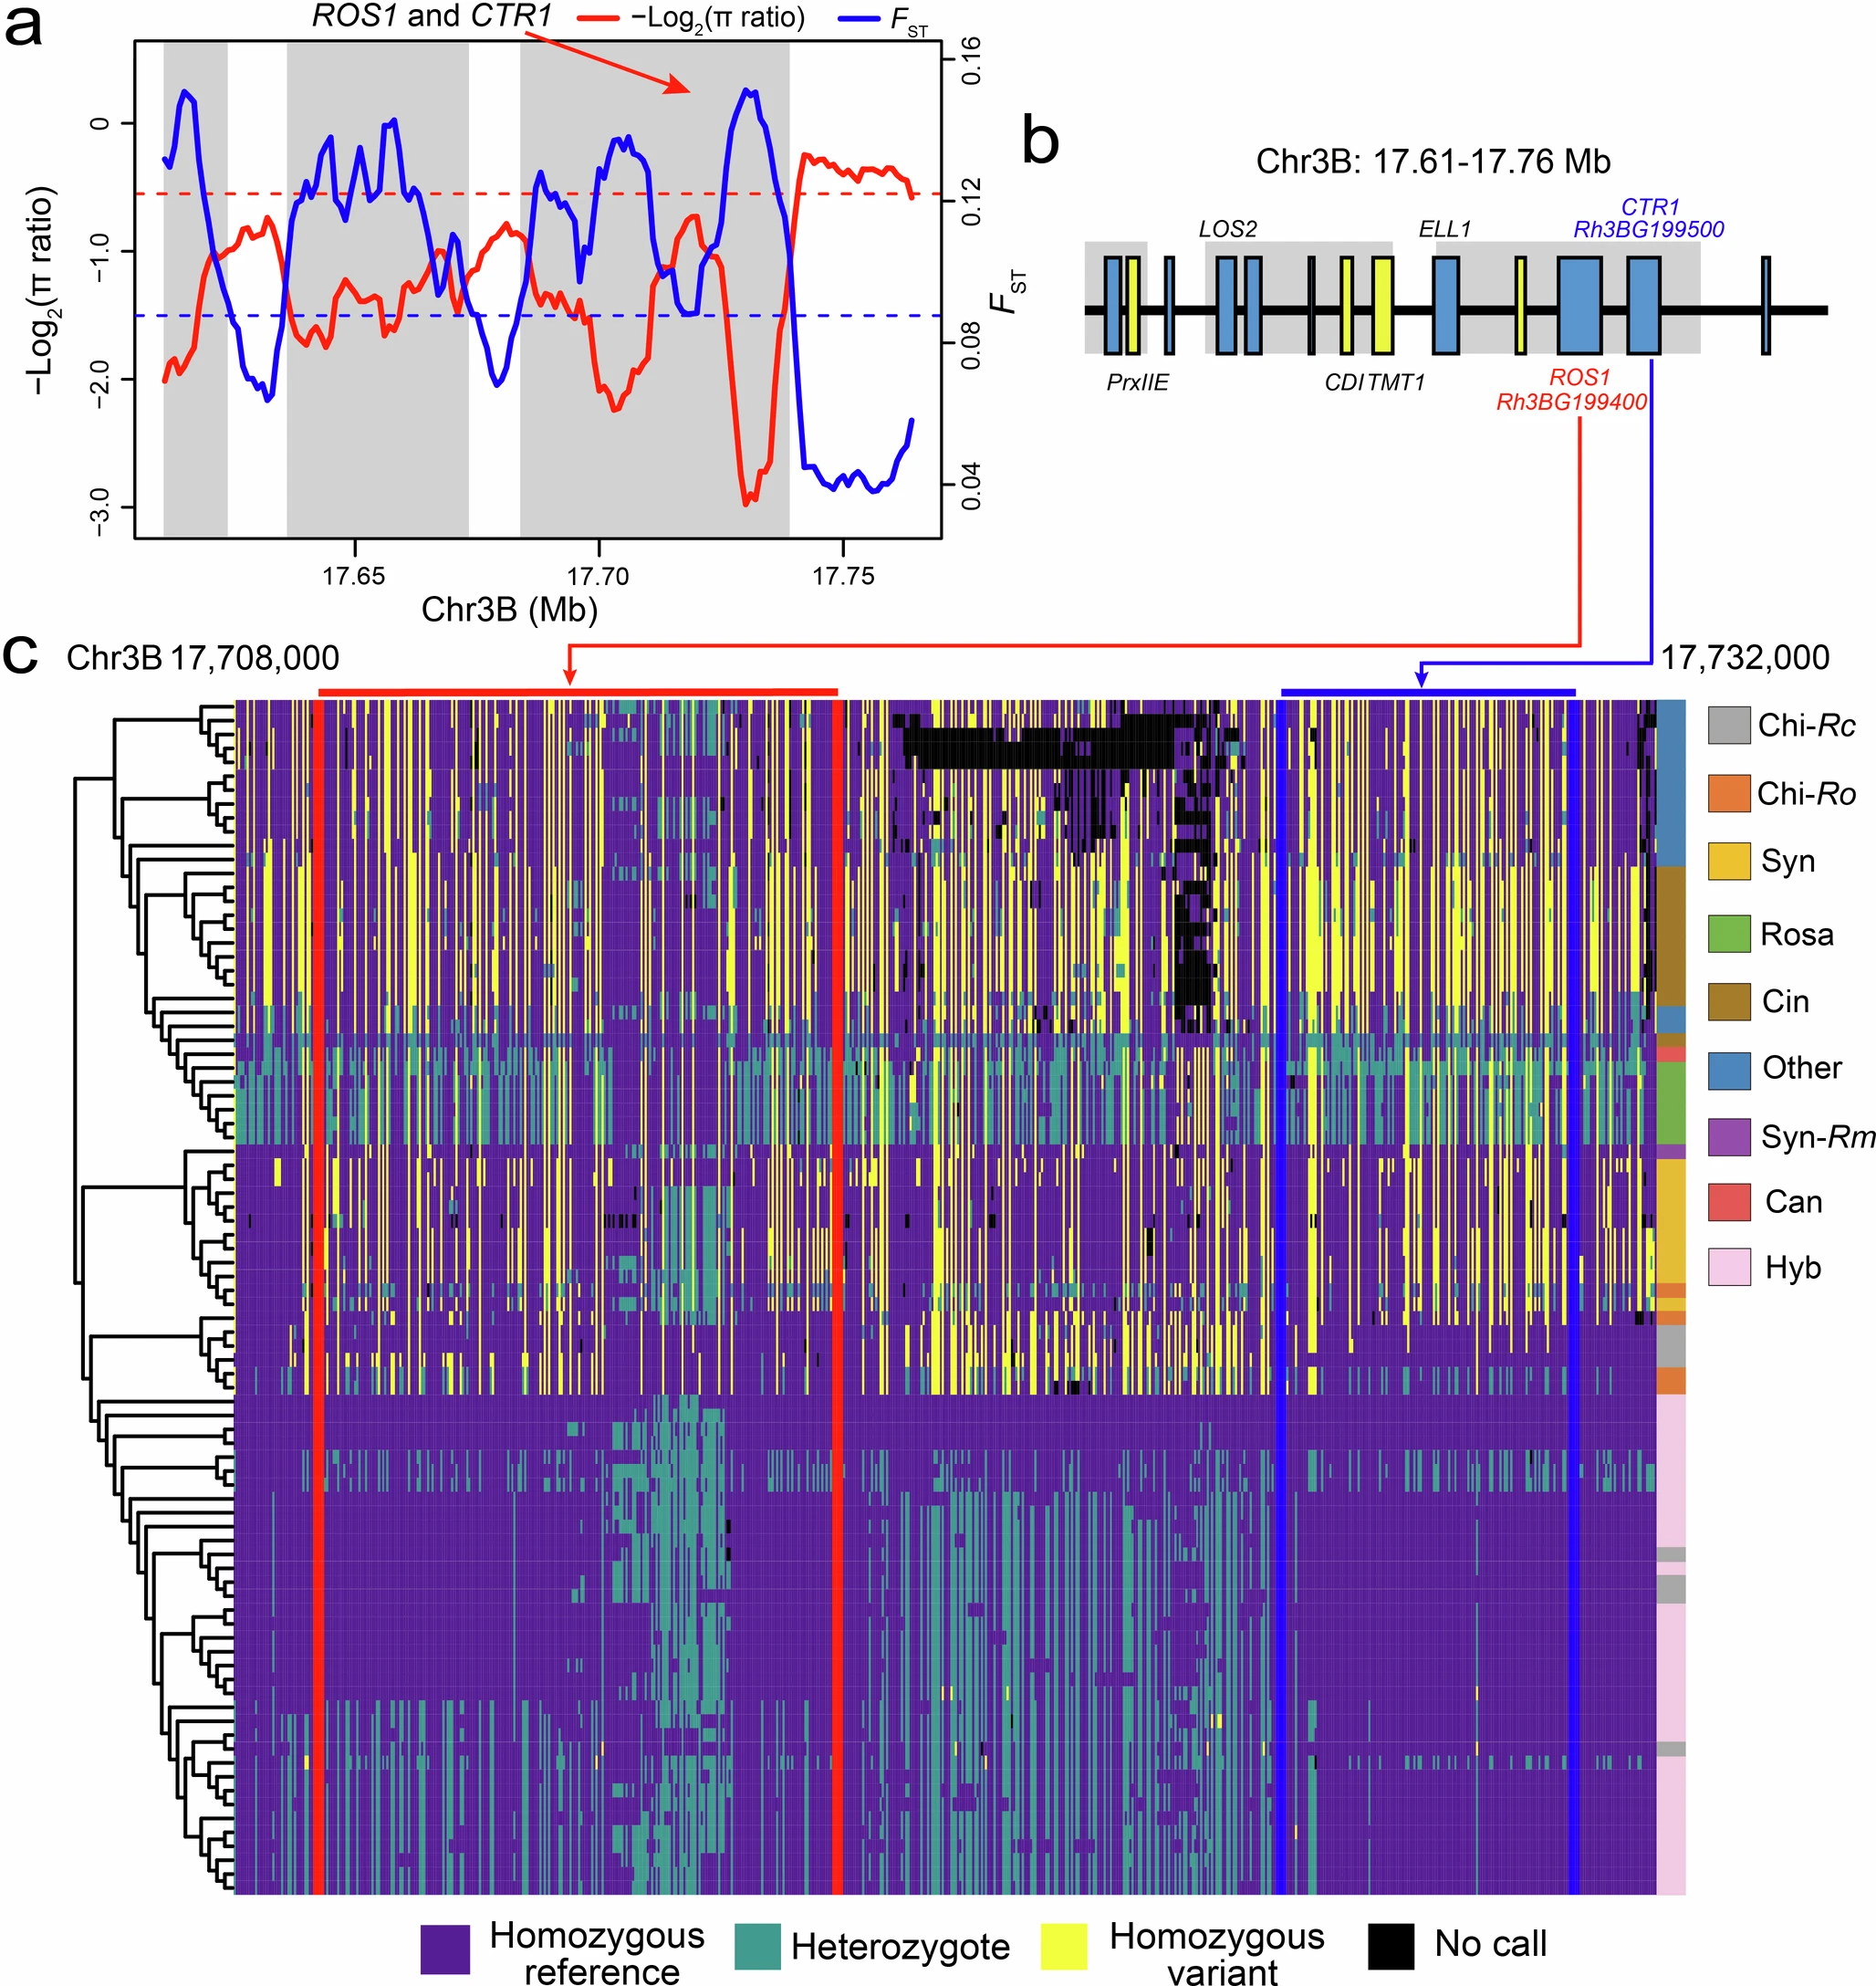 a
ROS1 and CTR1
−Log2(π ratio)
FST
0
−1.0
−2.0
−3.0
−Log2(π ratio)
0.16
0.12
0.08
0.04
FST
17.65
17.70
17.75
Chr3B (Mb)
b
Chr3B: 17.61-17.76 Mb
CTR1
LOS2
ELL1
Rh3BG199500
PrxIIE
CDI
TMT1
ROS1
Rh3BG199400
c
Chr3B 17,708,000
17,732,000
Chi-Rc
Chi-Ro
Syn
Rosa
Cin
Other
Syn-Rm
Can
Hyb
Homozygous
reference
Heterozygote
Homozygous
variant
No call